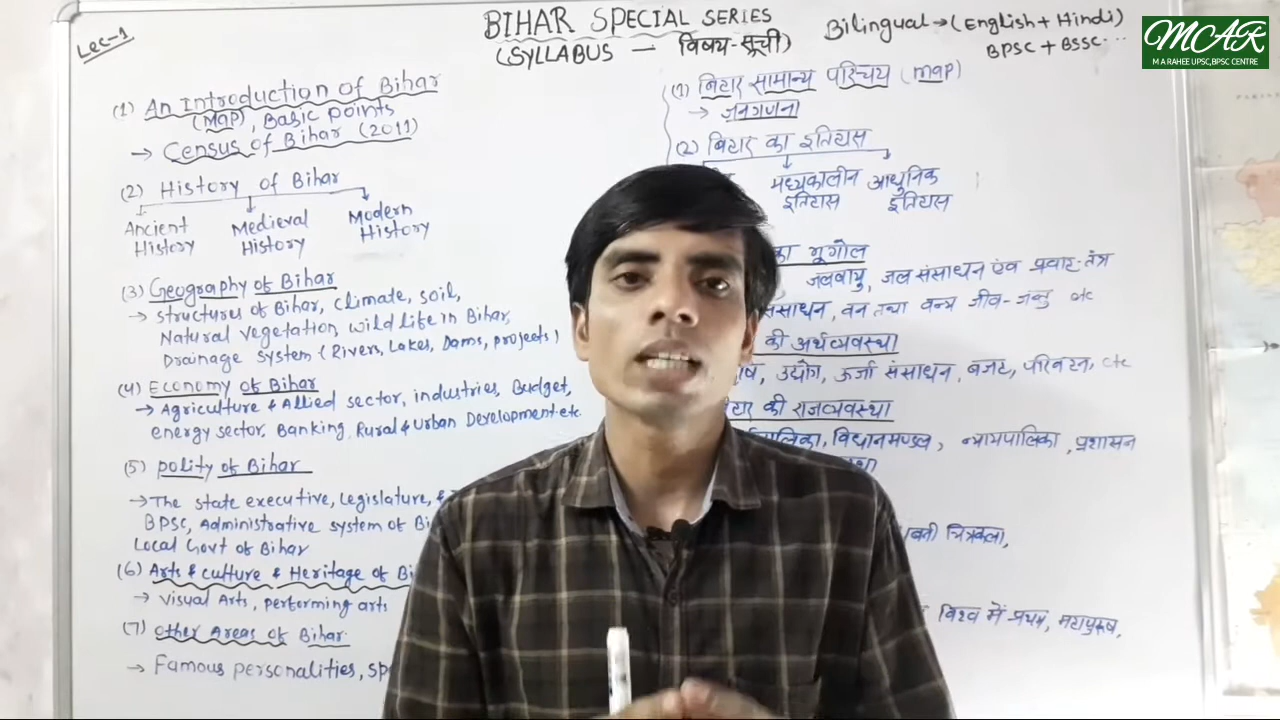 Lec-1
BIHAR SPECIAL SERIES
(SYLLABUS - विषय-सूची)
Bilingual → (English + Hindi)
BPSC + BSSC...
MCAR
M A RAHEE UPSC,BPSC CENTRE
(1) An Introduction of Bihar
(Map), Basic points
→ Census of Bihar (2011)
(2) History of Bihar
Ancient History
Medieval History
Modern History
(3) Geography of Bihar
→ structures of Bihar, climate, soil,
Natural vegetation, wild life in Bihar,
Drainage system (Rivers, Lakes, Dams, projects)
(4) Economy of Bihar
→ Agriculture & Allied sector, industries, Budget,
energy sector, Banking, Rural & Urban Development etc.
(5) polity of Bihar
→ The state executive, Legislature, &
BPSC, Administrative system of Bi
Local Govt of Bihar
(6) Arts & culture & Heritage of Bi
→ visual Arts, performing arts
(7) other Areas of Bihar:
→ Famous personalities, sp
(1) बिहार सामान्य परिचय (Map)
→ जनगणना
(2) बिहार का इतिहास
मध्यकालीन इतिहास
आधुनिक इतिहास
का भूगोल
जलवायु, जल संसाधन एंव प्रवाह-तंत्र
संसाधन, वन तथा वन्य जीव-जन्तु etc
की अर्थव्यवस्था
उद्योग, ऊर्जा संसाधन, बजट, परिवहन, etc
की राजव्यवस्था
विधानमण्डल, न्यायपालिका, प्रशासन
चित्रकला,
विश्व में प्रथम, महापुरुष,